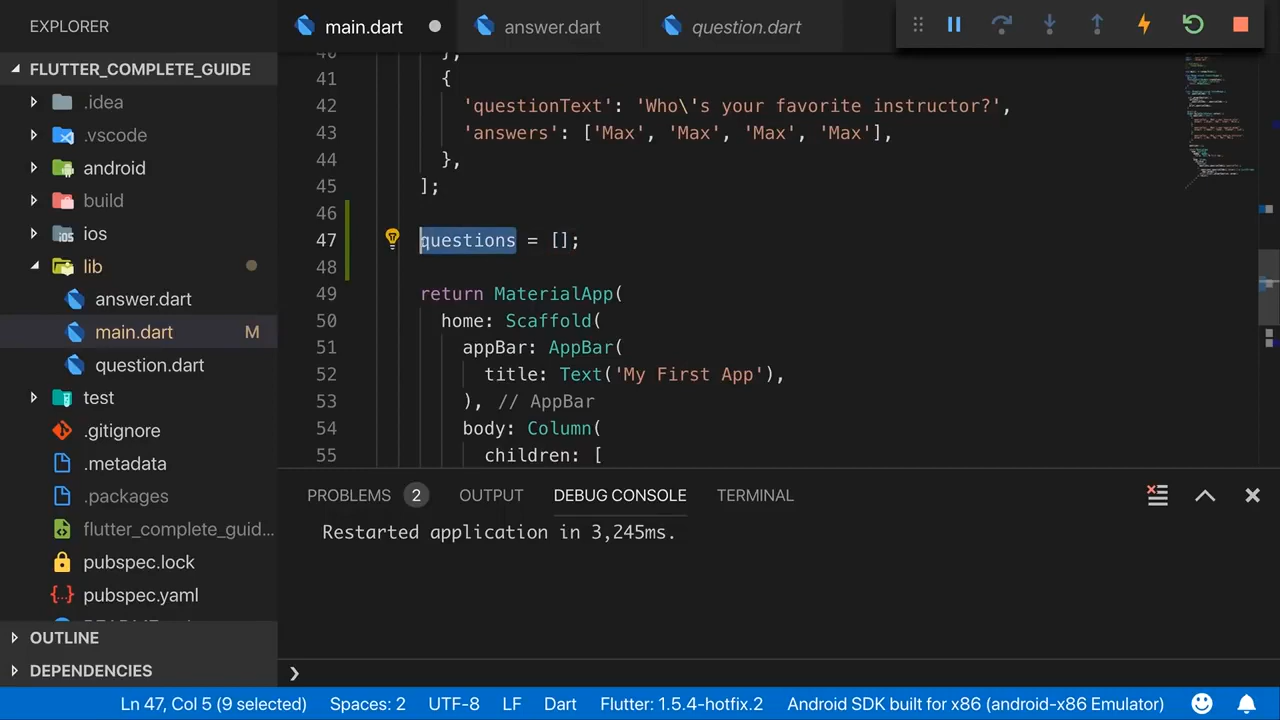 EXPLORER
main.dart
answer.dart
question.dart
FLUTTER_COMPLETE_GUIDE
.idea
.vscode
android
build
ios
lib
answer.dart
main.dart M
question.dart
test
.gitignore
.metadata
.packages
flutter_complete_guid...
pubspec.lock
pubspec.yaml
OUTLINE
DEPENDENCIES
41 {
42 'questionText': 'Who\'s your favorite instructor?',
43 'answers': ['Max', 'Max', 'Max', 'Max'],
44 },
45 ];
46
47 questions = [];
48
49 return MaterialApp(
50 home: Scaffold(
51 appBar: AppBar(
52 title: Text('My First App'),
53 ), // AppBar
54 body: Column(
55 children: [
PROBLEMS 2 OUTPUT DEBUG CONSOLE TERMINAL
Restarted application in 3,245ms.
Ln 47, Col 5 (9 selected) Spaces: 2 UTF-8 LF Dart Flutter: 1.5.4-hotfix.2 Android SDK built for x86 (android-x86 Emulator)